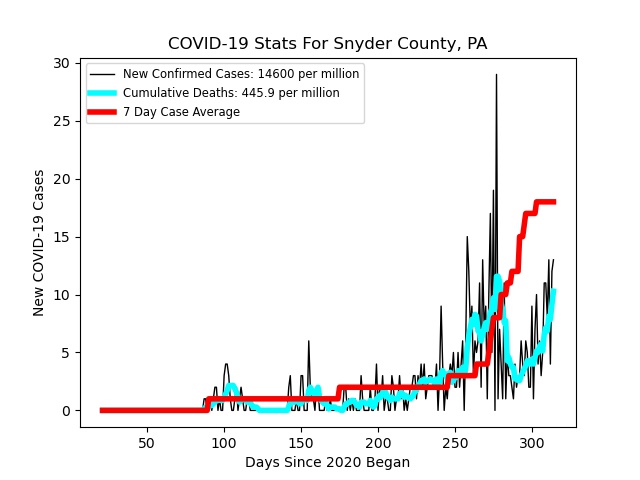 COVID-19 Stats For Snyder County, PA
New Confirmed Cases: 14600 per million
Cumulative Deaths: 445.9 per million
7 Day Case Average
New COVID-19 Cases
30
25
20
15
10
5
0
50 100 150 200 250 300
Days Since 2020 Began